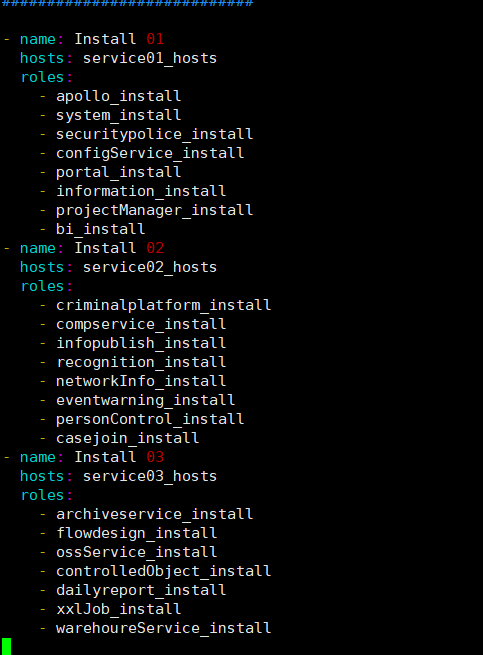 ############################
- name: Install 01
  hosts: service01_hosts
  roles:
    - apollo_install
    - system_install
    - securitypolice_install
    - configService_install
    - portal_install
    - information_install
    - projectManager_install
    - bi_install
- name: Install 02
  hosts: service02_hosts
  roles:
    - criminalplatform_install
    - compservice_install
    - infopublish_install
    - recognition_install
    - networkInfo_install
    - eventwarning_install
    - personControl_install
    - casejoin_install
- name: Install 03
  hosts: service03_hosts
  roles:
    - archiveservice_install
    - flowdesign_install
    - ossService_install
    - controlledObject_install
    - dailyreport_install
    - xxlJob_install
    - warehoureService_install